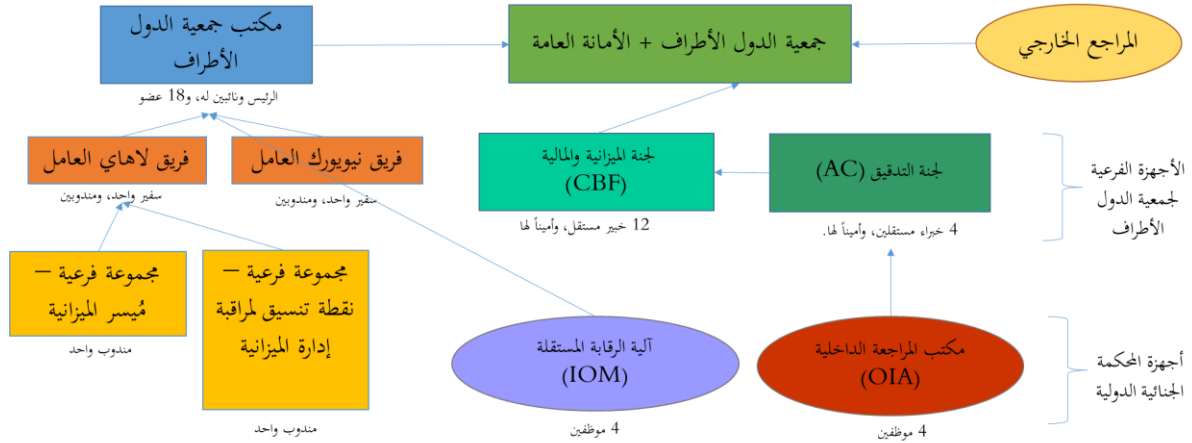 مكتب جمعية الدول
الأطراف
جمعية الدول الأطراف + الأمانة العامة
المراجع الخارجي
الرئيس ونائبين له، و18 عضو
فريق لاهاي العامل
فريق نيويورك العامل
لجنة الميزانية والمالية
(CBF)
لجنة التدقيق (AC)
الأجهزة الفرعية
لجمعية الدول
الأطراف
سفير واحد، ومندوبين
سفير واحد، ومندوبين
12 خبير مستقل، وأميناً لها
4 خبراء مستقلين، وأميناً لها.
مجموعة فرعية –
مُيسر الميزانية
مجموعة فرعية –
نقطة تنسيق لمراقبة
إدارة الميزانية
مندوب واحد
مندوب واحد
آلية الرقابة المستقلة
(IOM)
مكتب المراجعة الداخلية
(OIA)
أجهزة المحكمة
الجنائية الدولية
4 موظفين
4 موظفين